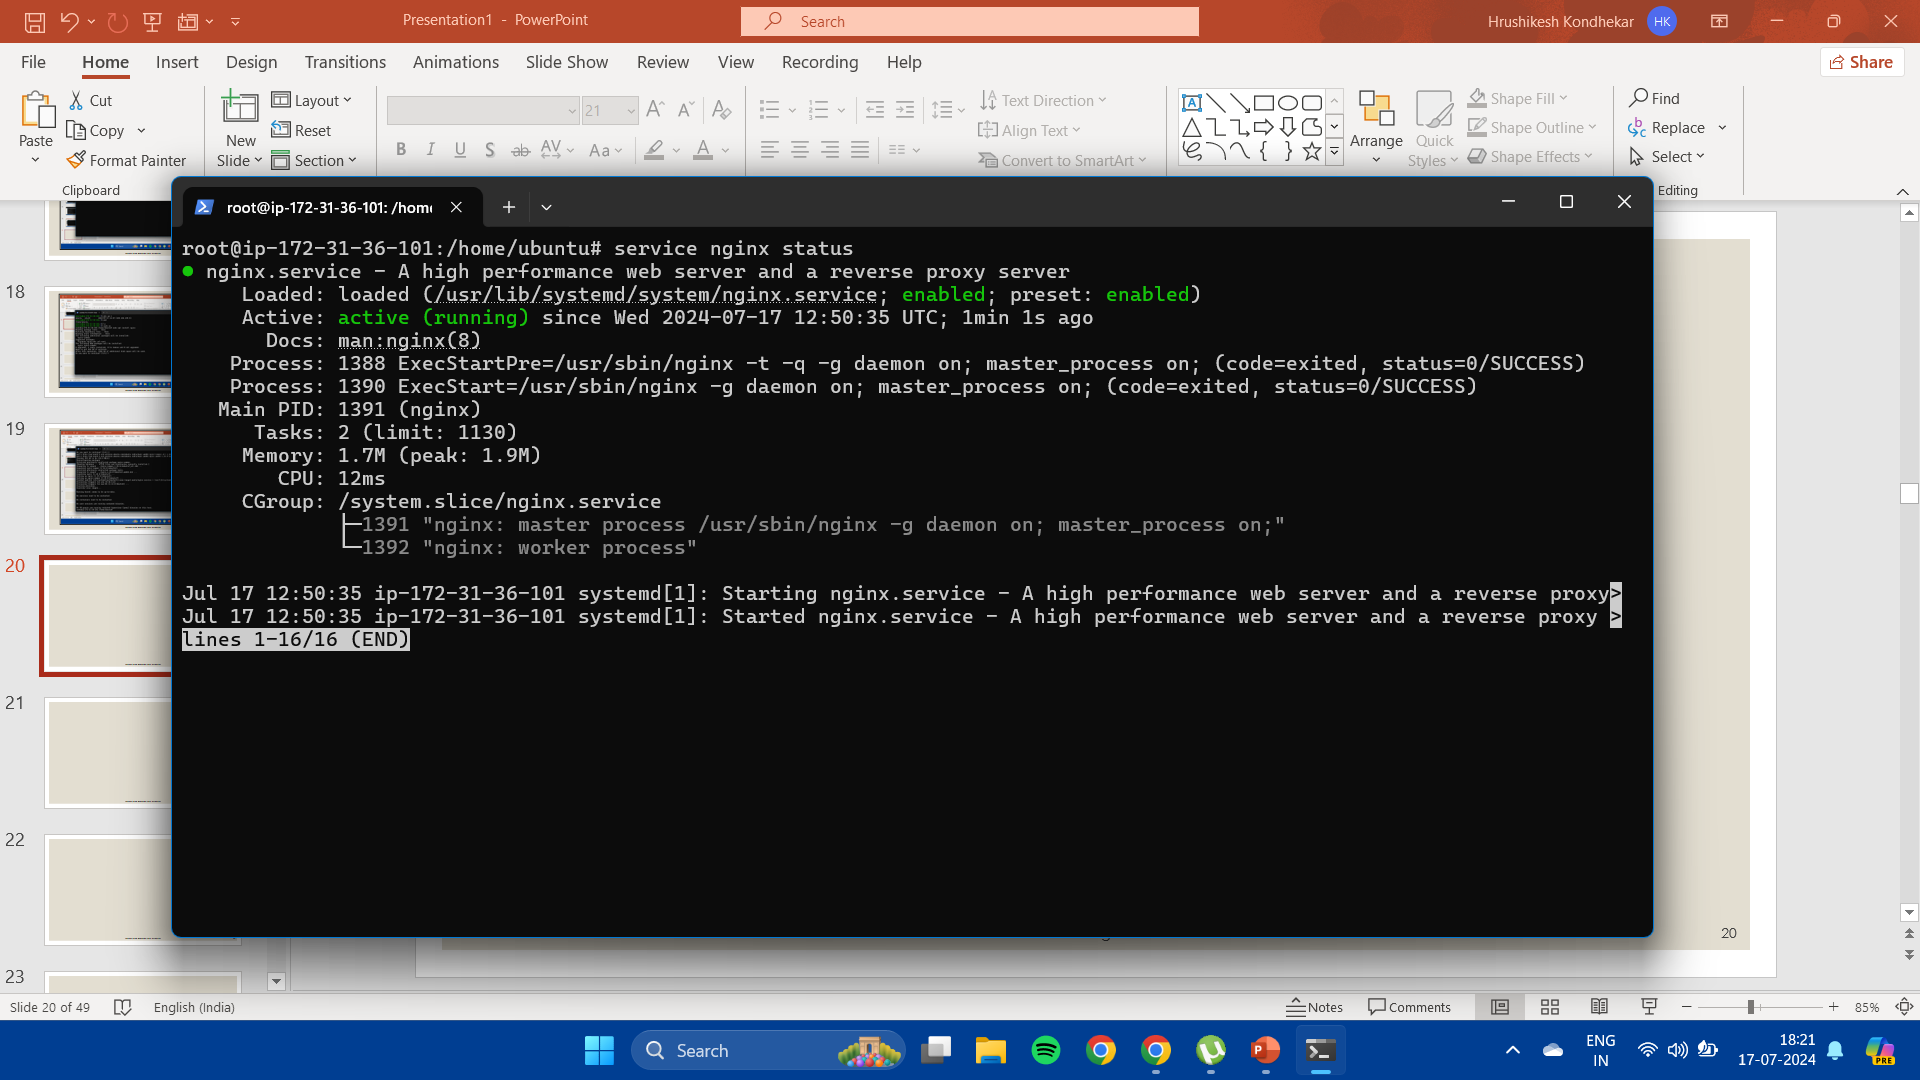 Presentation1 - PowerPoint
Search
Hrushikesh Kondhekar
HK
File Home Insert Design Transitions Animations Slide Show Review View Recording Help
Share
Paste
Cut
Copy
Format Painter
Clipboard
New
Slide
Layout
Reset
Section
21
Text Direction
Align Text
Convert to SmartArt
Arrange
Quick
Styles
Shape Fill
Shape Outline
Shape Effects
Find
Replace
Select
Editing
root@ip-172-31-36-101: /hom
root@ip-172-31-36-101:/home/ubuntu# service nginx status
● nginx.service - A high performance web server and a reverse proxy server
Loaded: loaded (/usr/lib/systemd/system/nginx.service; enabled; preset: enabled)
Active: active (running) since Wed 2024-07-17 12:50:35 UTC; 1min 1s ago
Docs: man:nginx(8)
Process: 1388 ExecStartPre=/usr/sbin/nginx -t -q -g daemon on; master_process on; (code=exited, status=0/SUCCESS)
Process: 1390 ExecStart=/usr/sbin/nginx -g daemon on; master_process on; (code=exited, status=0/SUCCESS)
Main PID: 1391 (nginx)
Tasks: 2 (limit: 1130)
Memory: 1.7M (peak: 1.9M)
CPU: 12ms
CGroup: /system.slice/nginx.service
├─1391 "nginx: master process /usr/sbin/nginx -g daemon on; master_process on;"
└─1392 "nginx: worker process"
Jul 17 12:50:35 ip-172-31-36-101 systemd[1]: Starting nginx.service - A high performance web server and a reverse proxy>
Jul 17 12:50:35 ip-172-31-36-101 systemd[1]: Started nginx.service - A high performance web server and a reverse proxy >
lines 1-16/16 (END)
18
19
20
21
22
23
20
Slide 20 of 49
English (India)
Notes
Comments
85%
Search
ENG
IN
18:21
17-07-2024
PRE